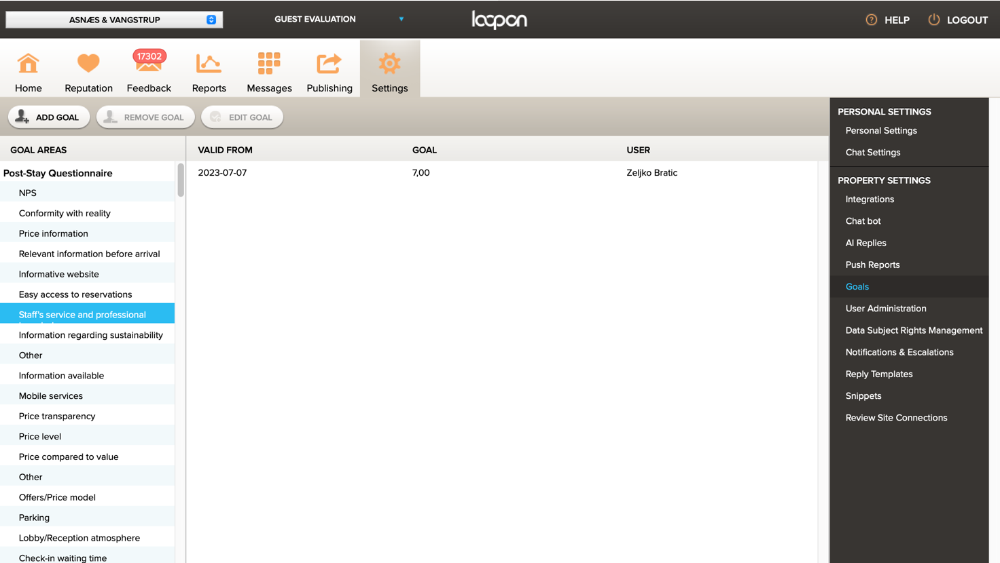 ASNÆS & VANGSTRUP
GUEST EVALUATION
loopon
HELP
LOGOUT
17302
Home
Reputation
Feedback
Reports
Messages
Publishing
Settings
ADD GOAL
REMOVE GOAL
EDIT GOAL
GOAL AREAS
VALID FROM
GOAL
USER
Post-Stay Questionnaire
2023-07-07
7,00
Zeljko Bratic
NPS
Conformity with reality
Price information
Relevant information before arrival
Informative website
Easy access to reservations
Staff's service and professional
Information regarding sustainability
Other
Information available
Mobile services
Price transparency
Price level
Price compared to value
Other
Offers/Price model
Parking
Lobby/Reception atmosphere
Check-in waiting time
PERSONAL SETTINGS
Personal Settings
Chat Settings
PROPERTY SETTINGS
Integrations
Chat bot
AI Replies
Push Reports
Goals
User Administration
Data Subject Rights Management
Notifications & Escalations
Reply Templates
Snippets
Review Site Connections